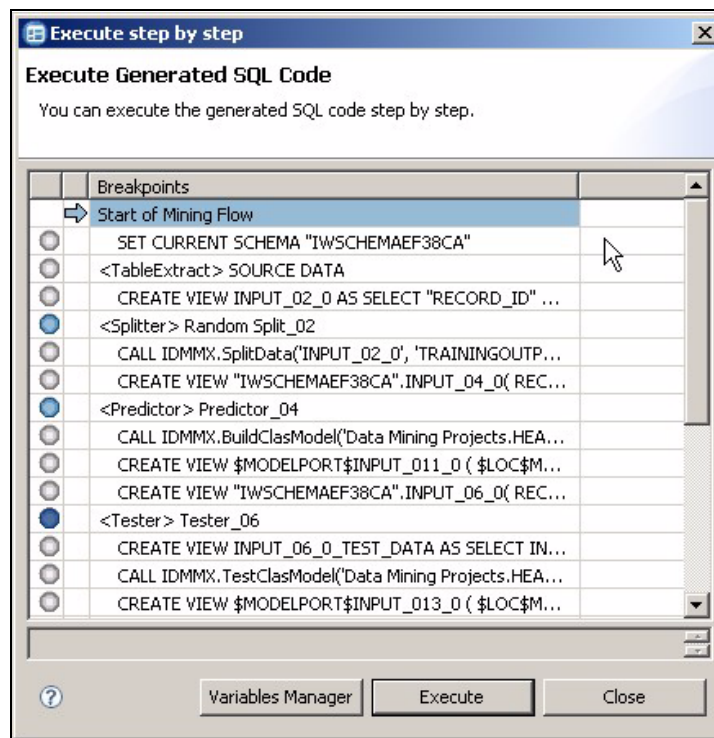 Execute step by step
Execute Generated SQL Code
You can execute the generated SQL code step by step.
Breakpoints
Start of Mining Flow
SET CURRENT SCHEMA "IWSCHEMAEF38CA"
<TableExtract> SOURCE DATA
CREATE VIEW INPUT_02_0 AS SELECT "RECORD_ID" ...
<Splitter> Random Split_02
CALL IDMMX.SplitData('INPUT_02_0', 'TRAININGOUTP...
CREATE VIEW "IWSCHEMAEF38CA".INPUT_04_0( REC...
<Predictor> Predictor_04
CALL IDMMX.BuildClasModel('Data Mining Projects.HEA...
CREATE VIEW $MODELPORT$INPUT_011_0 ( $LOC$M...
CREATE VIEW "IWSCHEMAEF38CA".INPUT_06_0( REC...
<Tester> Tester_06
CREATE VIEW INPUT_06_0_TEST_DATA AS SELECT IN...
CALL IDMMX.TestClasModel('Data Mining Projects.HEA...
CREATE VIEW $MODELPORT$INPUT_013_0 ( $LOC$M...
? Variables Manager Execute Close